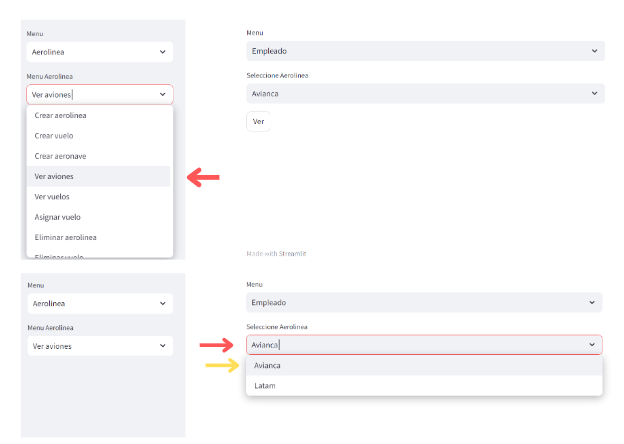 Menu
Aerolinea
Menu Aerolinea
Ver aviones
Crear aerolinea
Crear vuelo
Crear aeronave
Ver aviones
Ver vuelos
Asignar vuelo
Eliminar aerolinea
Eliminar vuelo
Menu
Empleado
Seleccione Aerolinea
Avianca
Ver
Made with Streamlit
Menu
Aerolinea
Menu Aerolinea
Ver aviones
Menu
Empleado
Seleccione Aerolinea
Avianca
Avianca
Latam